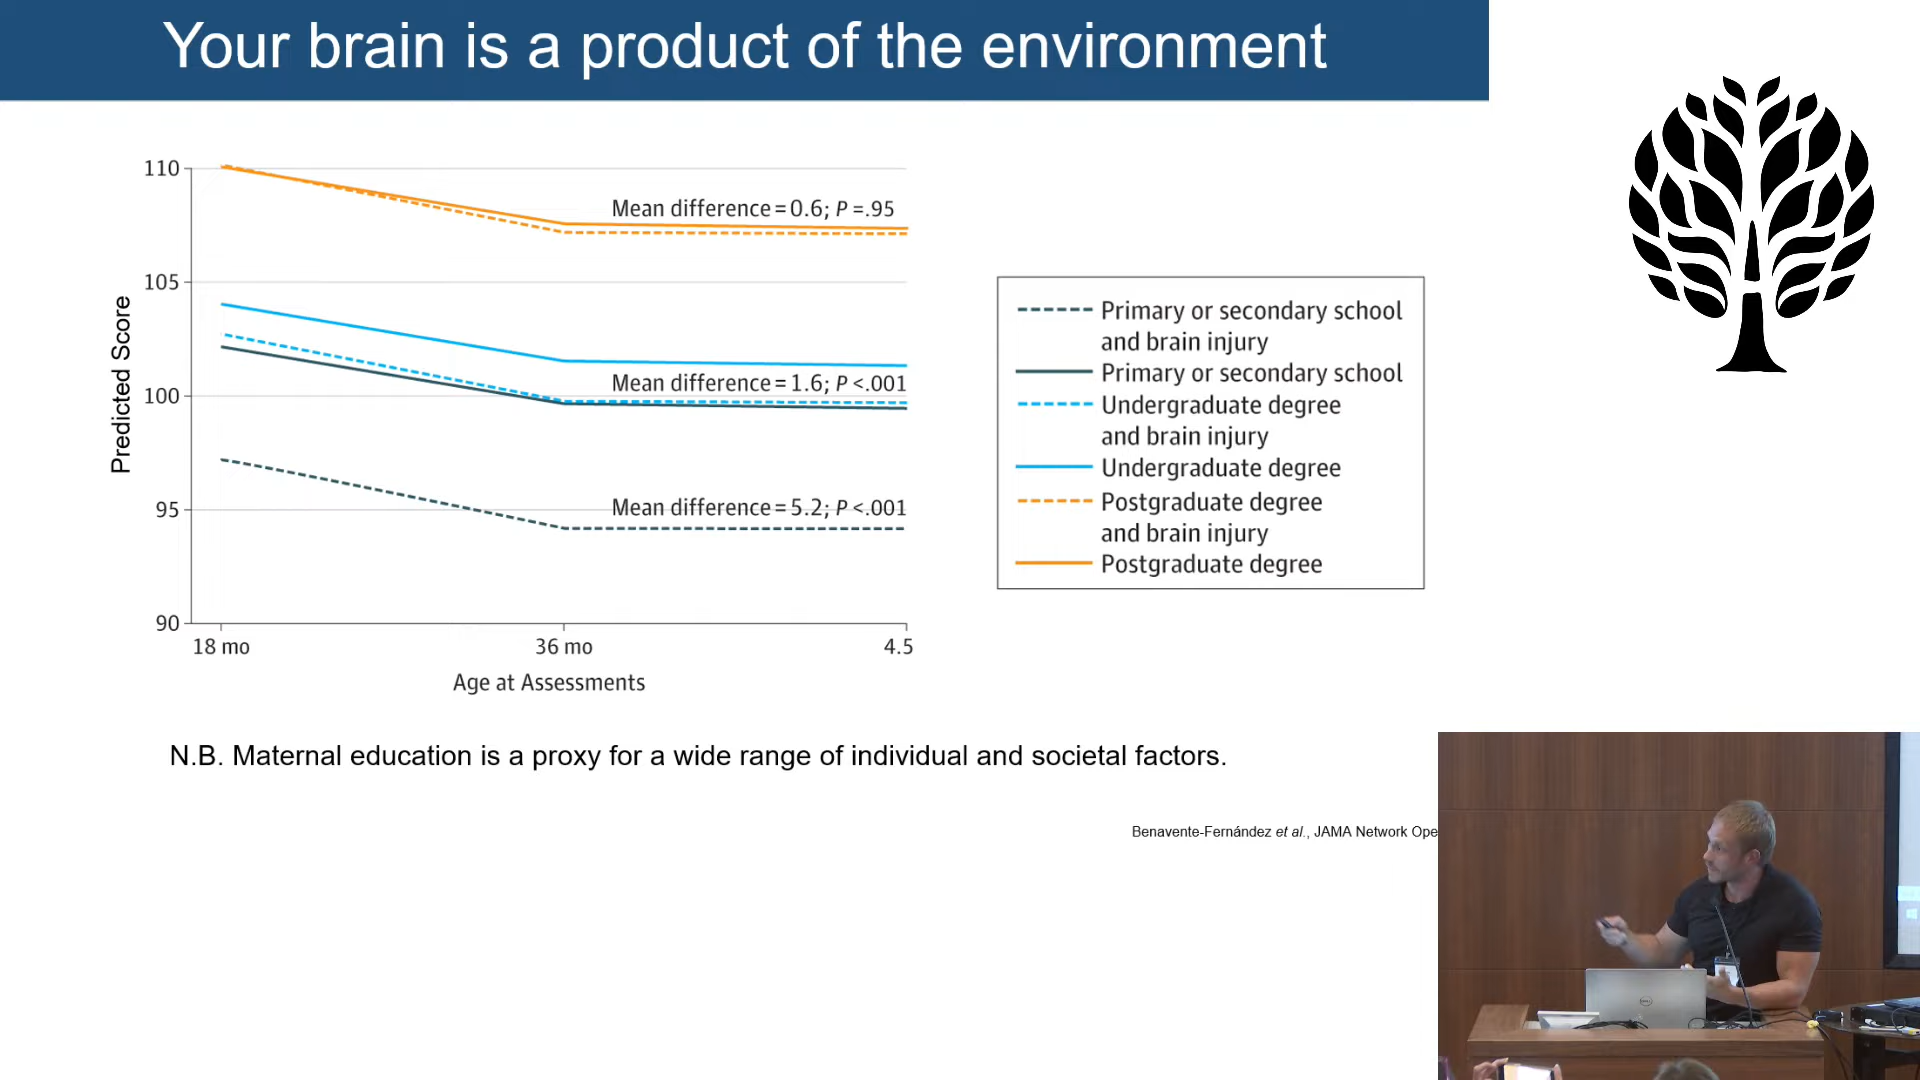 Your brain is a product of the environment
110
105
100
95
90
Predicted Score
Mean difference = 0.6; P = .95
Mean difference = 1.6; P < .001
Mean difference = 5.2; P < .001
18 mo
36 mo
4.5
Age at Assessments
Primary or secondary school
and brain injury
Primary or secondary school
Undergraduate degree
and brain injury
Undergraduate degree
Postgraduate degree
and brain injury
Postgraduate degree
N.B. Maternal education is a proxy for a wide range of individual and societal factors.
Benavente-Fernández et al., JAMA Network Ope
DELL